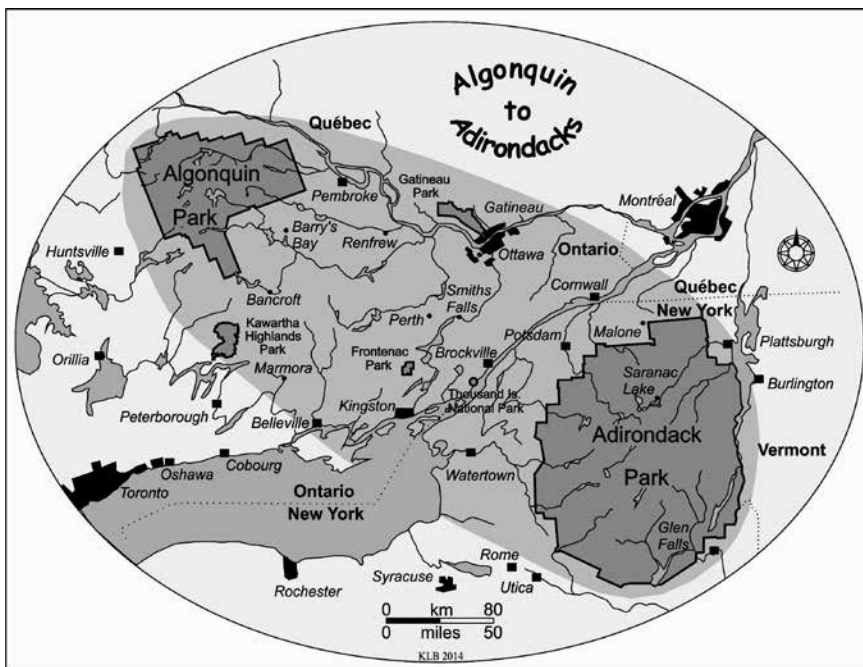 Algonquin
to
Adirondacks
Québec
Algonquin
Park
Pembroke
Gatineau
Park
Gatineau
Montréal
Huntsville
Barry's
Bay
Renfrew
Ottawa
Ontario
Cornwall
Québec
New York
Bancroft
Smiths
Falls
Perth
Kawartha
Highlands
Park
Orillia
Frontenac
Park
Brockville
Potsdam
Malone
Plattsburgh
Marmora
Saranac
Lake
Burlington
Thousand Is.
National Park
Peterborough
Belleville
Kingston
Adirondack
Park
Vermont
Watertown
Cobourg
Oshawa
Toronto
Ontario
New York
Glen
Falls
Rochester
Syracuse
Rome
Utica
0 km 80
0 miles 50
KLB 2014